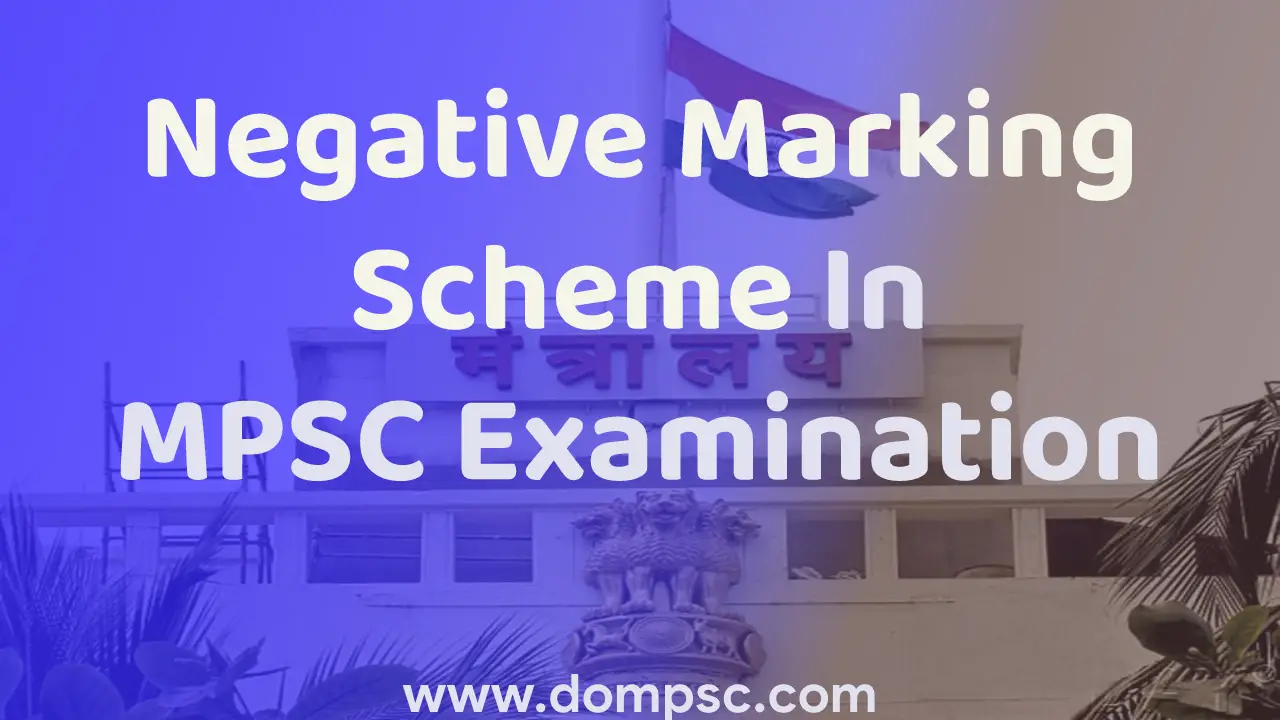 Negative Marking
Scheme In
मंत्रालय
MPSC Examination
www.dompsc.com